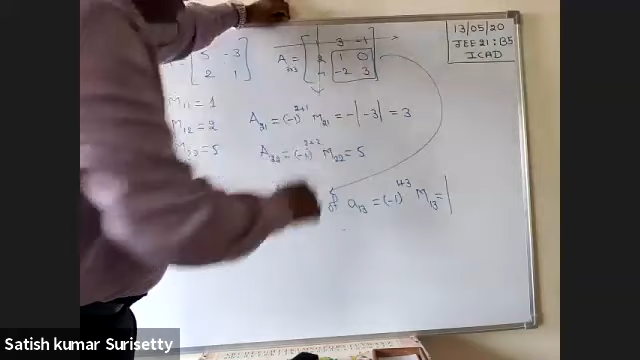 13/05/20
JEE21:B5
ICAD
5 -3
2 1
A =
3 -1
2 1 0
-2 3
M₁₁ = 1
M₁₂ = 2
M₂₂ = 5
A₂₁ = (-1)²⁺¹ M₂₁ = -|-3| = 3
A₂₂ = (-1)²⁺² M₂₂ = 5
of a₁₃ = (-1)¹⁺³ M₁₃ = |
Satish kumar Surisetty